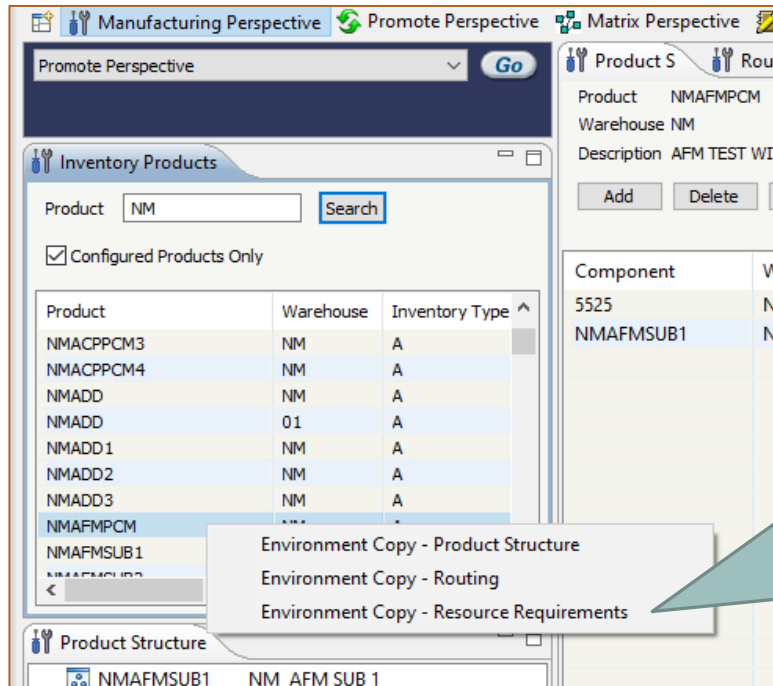 Manufacturing Perspective Promote Perspective Matrix Perspective
Promote Perspective Go
Inventory Products
Product NM Search
Configured Products Only
Product Warehouse Inventory Type
NMACPPCM3 NM A
NMACPPCM4 NM A
NMADD NM A
NMADD 01 A
NMADD1 NM A
NMADD2 NM A
NMADD3 NM A
NMAFMPCM
NMAFMSUB1
Environment Copy - Product Structure
Environment Copy - Routing
Environment Copy - Resource Requirements
Product Structure
NMAFMSUB1 NM AFM SUB 1
Product S Rou
Product NMAFMPCM
Warehouse NM
Description AFM TEST WI
Add Delete
Component W
5525 N
NMAFMSUB1 N